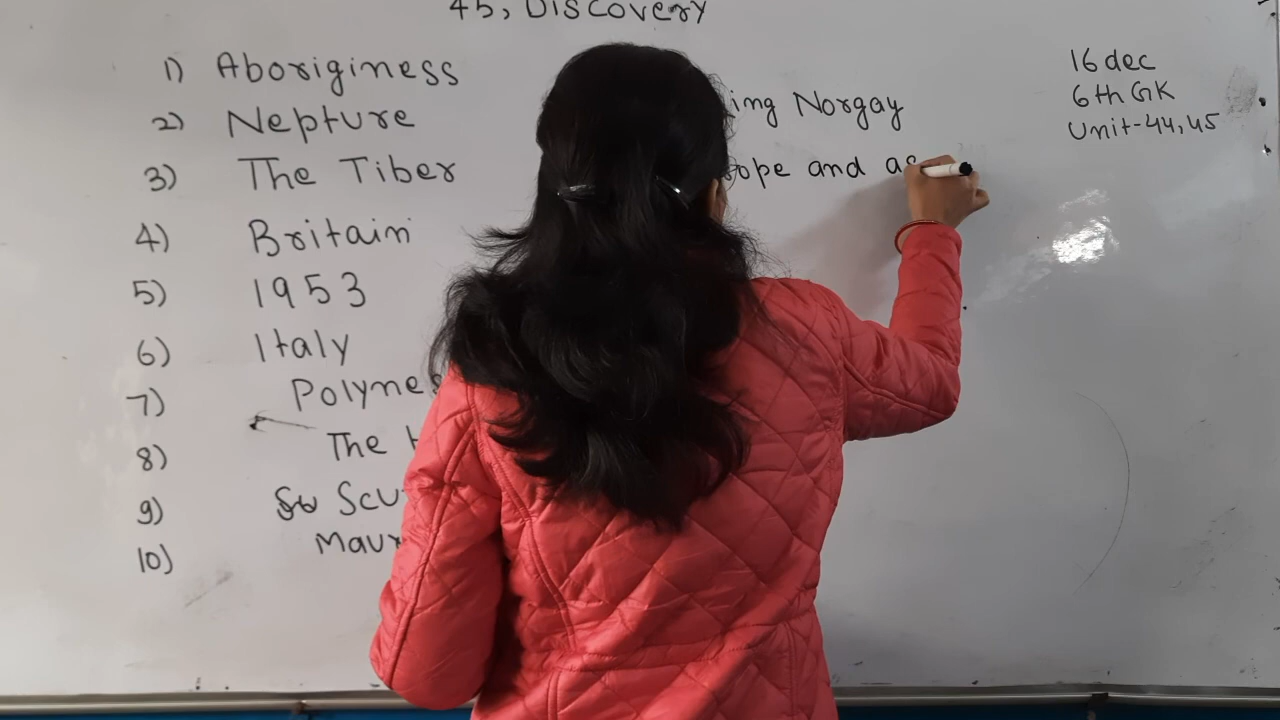 45, Discovery
1) Aboriginess
2) Nepture
3) The Tiber
4) Britain
5) 1953
6) Italy
7) Polynes
8) The
9) Scu
10) Maur
ing Norgay
ope and as
16 dec
6th GK
Unit-44,45